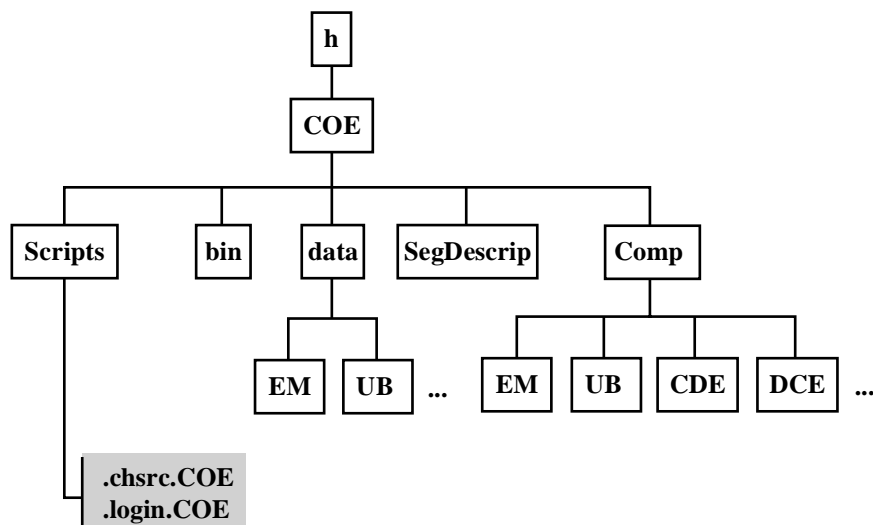 h
COE
Scripts bin data SegDescrip Comp
EM UB ... EM UB CDE DCE ...
.chsrc.COE
.login.COE